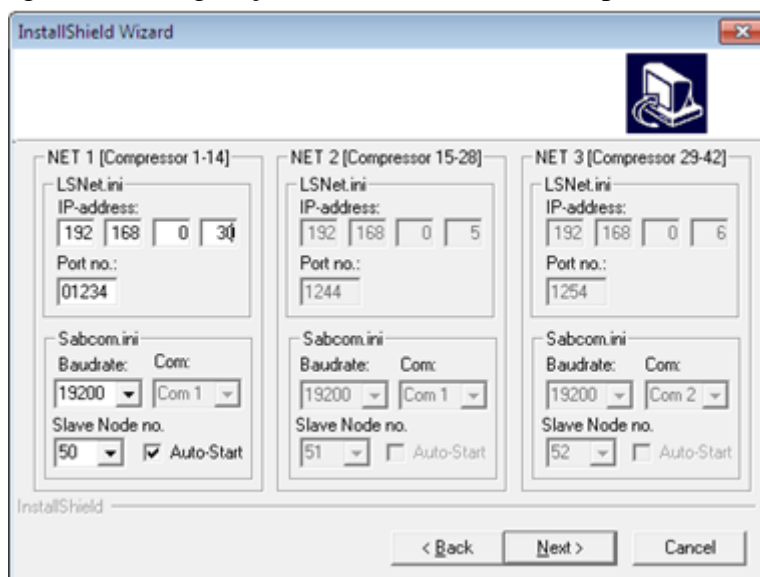 InstallShield Wizard
NET 1 [Compressor 1-14]
LSNet.ini
IP-address:
192 168 0 30
Port no.:
01234
Sabcom.ini
Baudrate: Com:
19200 Com 1
Slave Node no.
50 Auto-Start
NET 2 [Compressor 15-28]
LSNet.ini
IP-address:
192 168 0 5
Port no.:
1244
Sabcom.ini
Baudrate: Com:
19200 Com 1
Slave Node no.
51 Auto-Start
NET 3 [Compressor 29-42]
LSNet.ini
IP-address:
192 168 0 6
Port no.:
1254
Sabcom.ini
Baudrate: Com:
19200 Com 2
Slave Node no.
52 Auto-Start
InstallShield
< Back Next > Cancel